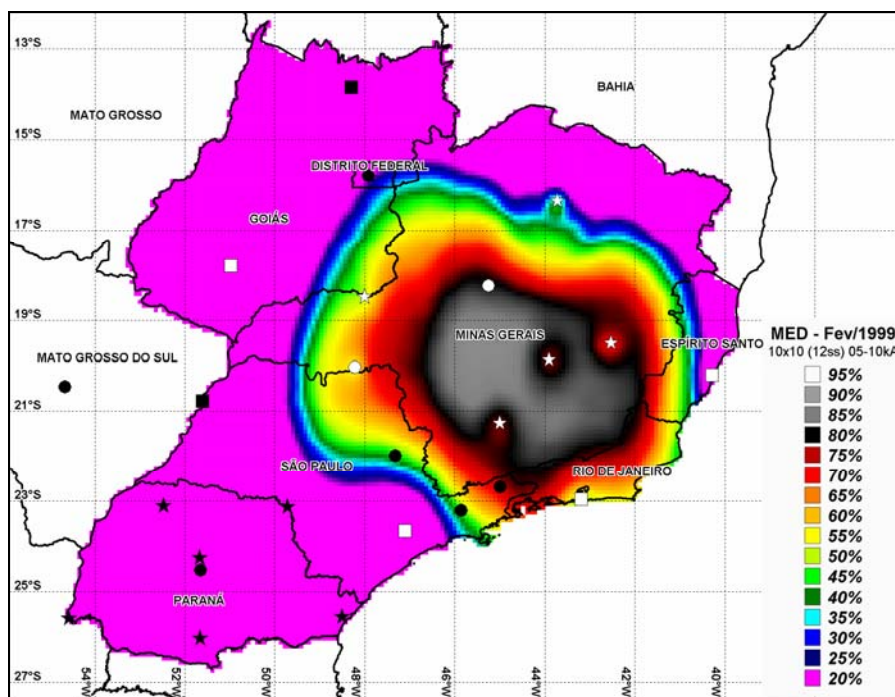 13°S
BAHIA
MATO GROSSO
15°S
DISTRITO FEDERAL
17°S
GOIÁS
19°S
MINAS GERAIS
ESPÍRITO SANTO
MATO GROSSO DO SUL
21°S
SÃO PAULO
RIO DE JANEIRO
23°S
25°S
PARANÁ
27°S
54°W
52°W
50°W
48°W
46°W
44°W
42°W
40°W
MED - Fev/1999
10x10 (12ss) 05-10kA
95%
90%
85%
80%
75%
70%
65%
60%
55%
50%
45%
40%
35%
30%
25%
20%